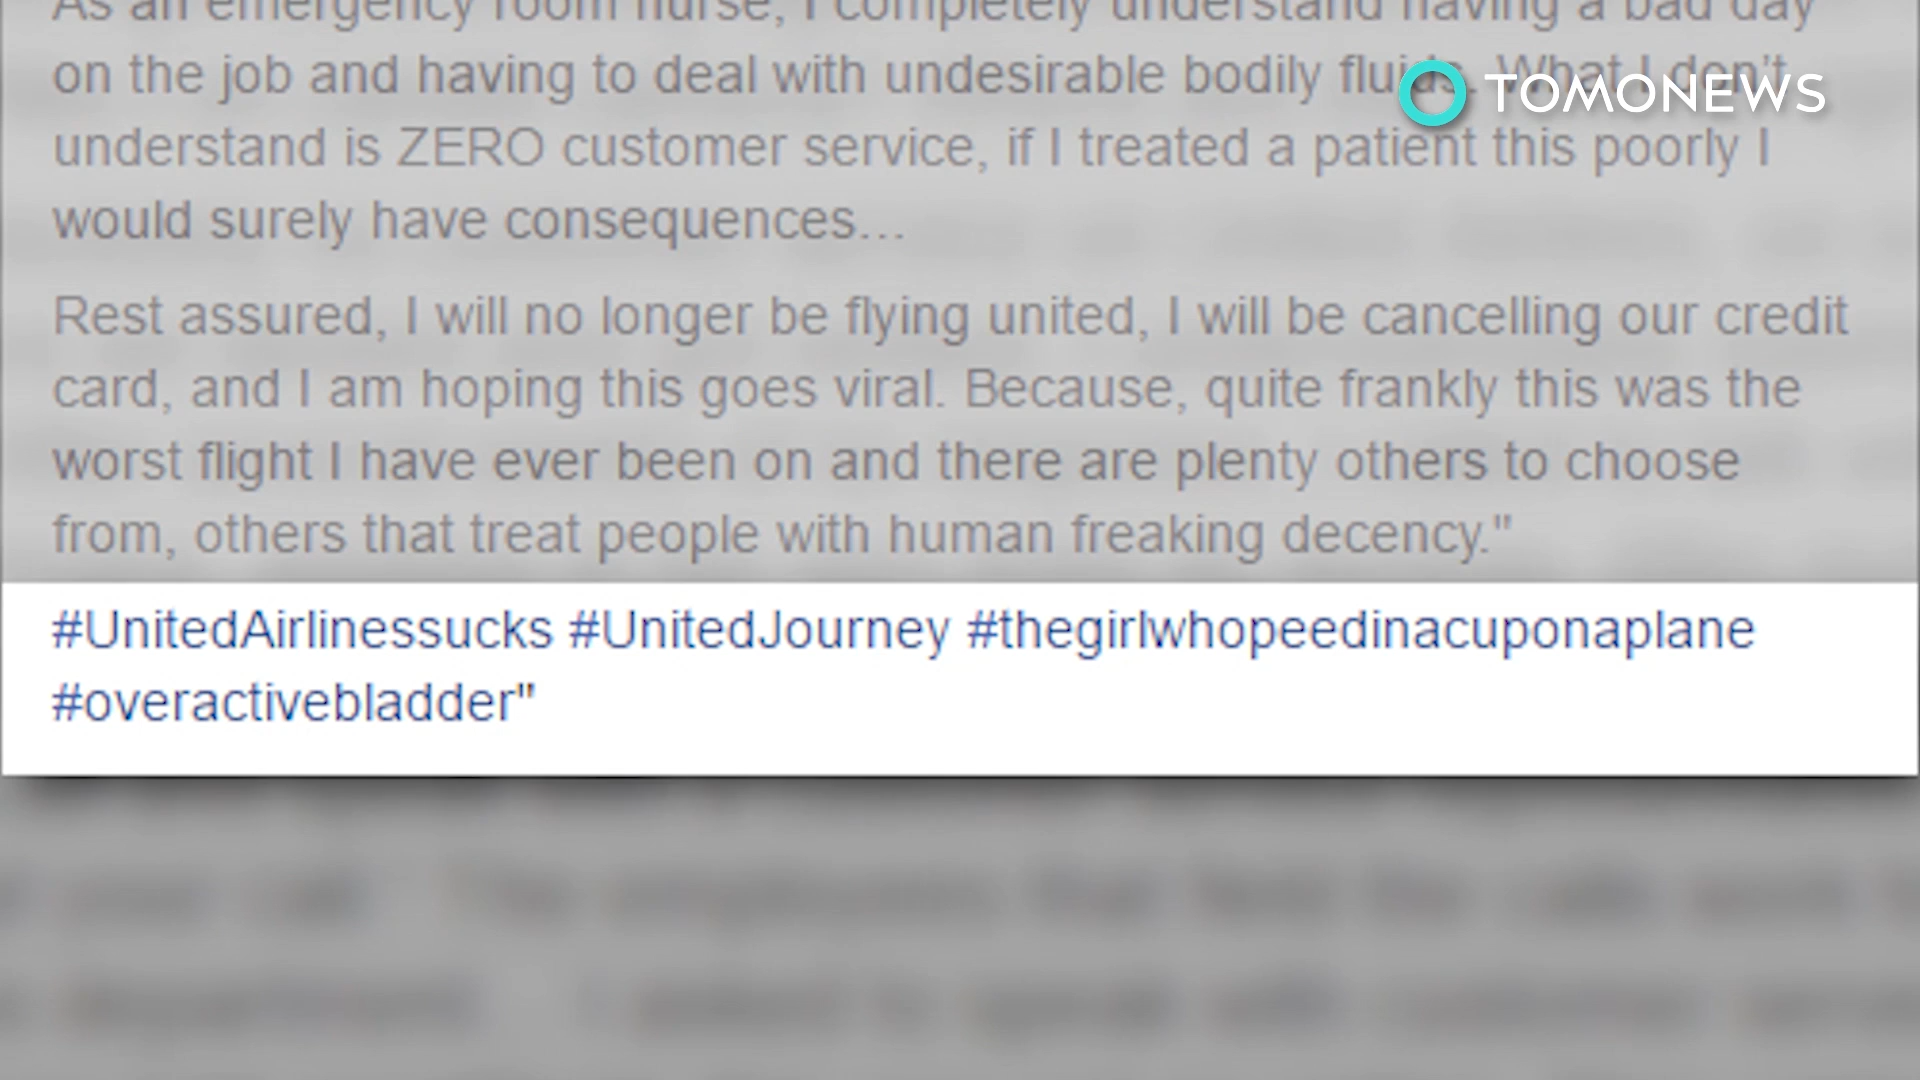 As an emergency room nurse, I completely understand having a bad day
on the job and having to deal with undesirable bodily fluids. What I don't
TOMONEWS
understand is ZERO customer service, if I treated a patient this poorly I
would surely have consequences...
Rest assured, I will no longer be flying united, I will be cancelling our credit
card, and I am hoping this goes viral. Because, quite frankly this was the
worst flight I have ever been on and there are plenty others to choose
from, others that treat people with human freaking decency."
#UnitedAirlinessucks #UnitedJourney #thegirlwhopeedinacuponaplane
#overactivebladder"